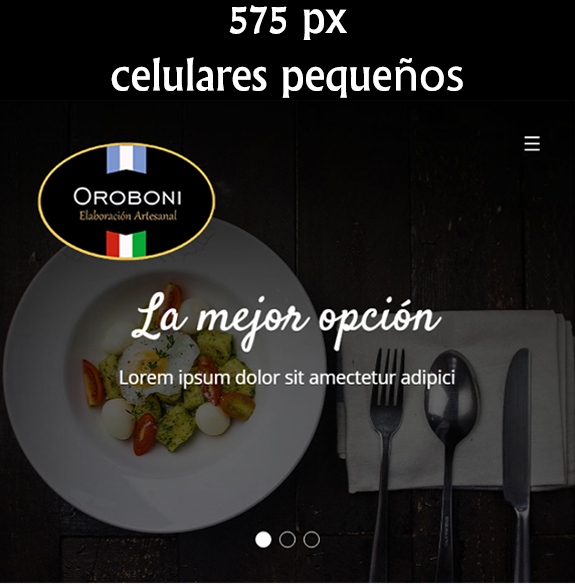 575 px
celulares pequeños
OROBONI
Elaboración Artesanal
La mejor opción
Lorem ipsum dolor sit amectetur adipici